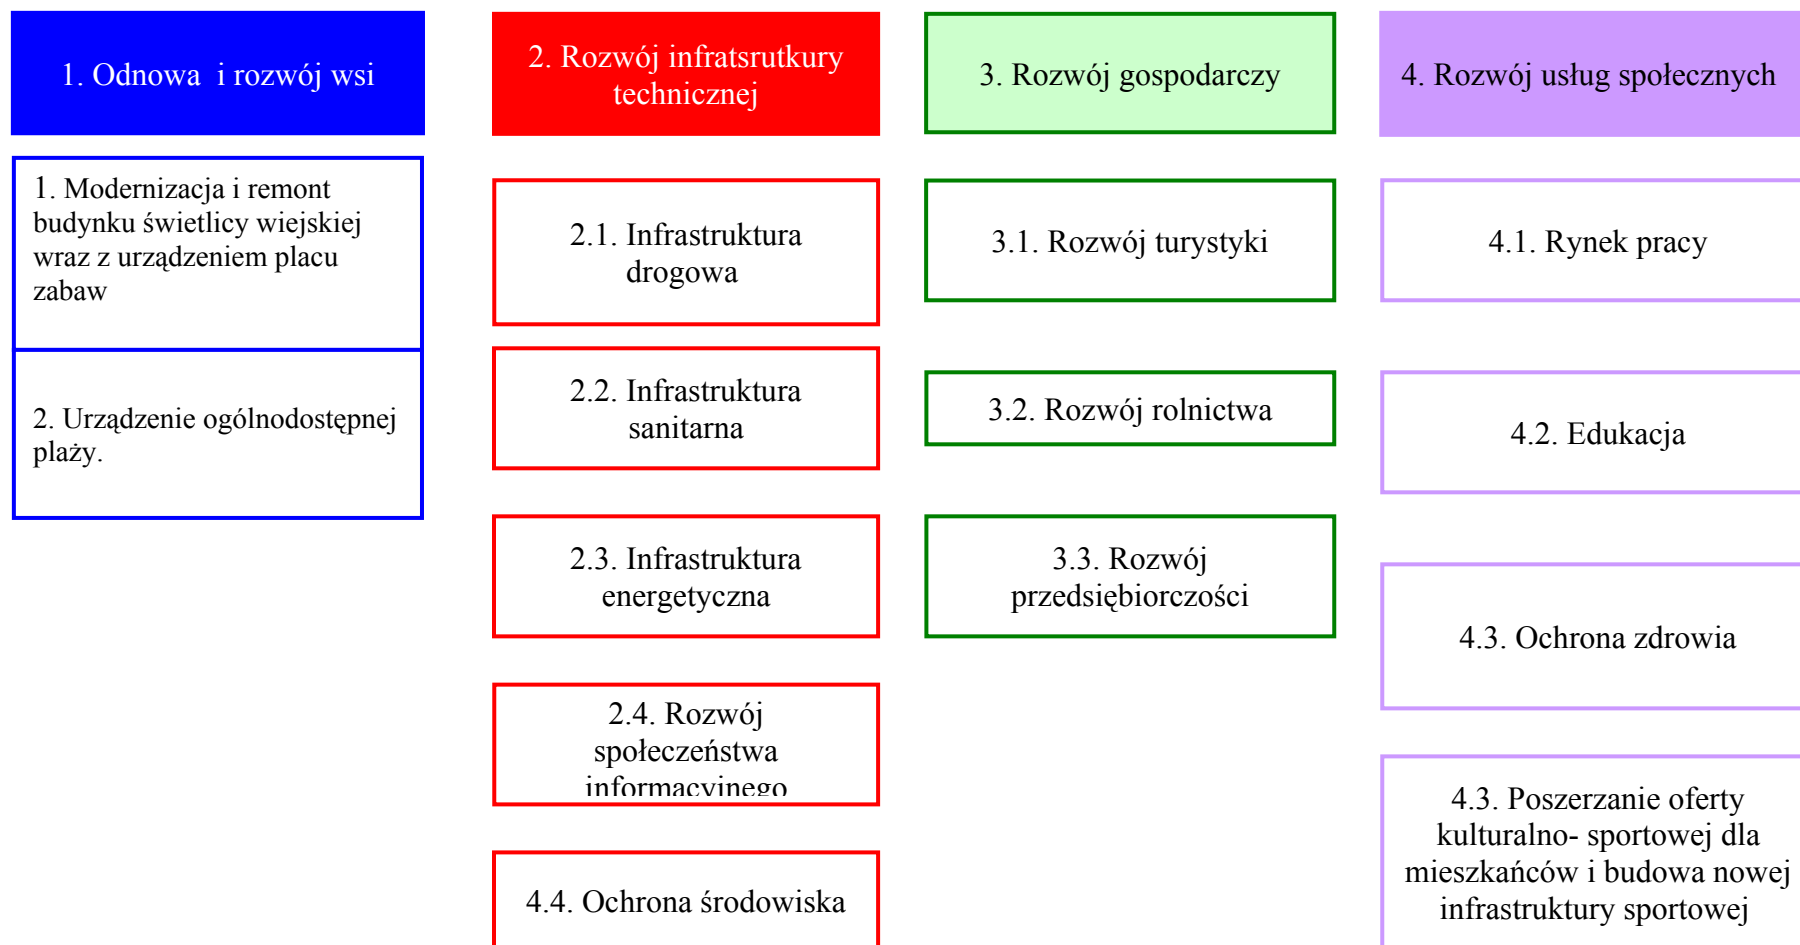 1. Odnowa  i rozwój wsi
1. Modernizacja i remont
budynku świetlicy wiejskiej
wraz z urządzeniem placu
zabaw
2. Urządzenie ogólnodostępnej
plaży.
2. Rozwój infratsrutkury
technicznej
2.1. Infrastruktura
drogowa
2.2. Infrastruktura
sanitarna
2.3. Infrastruktura
energetyczna
2.4. Rozwój
społeczeństwa
informacyjnego
4.4. Ochrona środowiska
3. Rozwój gospodarczy
3.1. Rozwój turystyki
3.2. Rozwój rolnictwa
3.3. Rozwój
przedsiębiorczości
4. Rozwój usług społecznych
4.1. Rynek pracy
4.2. Edukacja
4.3. Ochrona zdrowia
4.3. Poszerzanie oferty
kulturalno- sportowej dla
mieszkańców i budowa nowej
infrastruktury sportowej